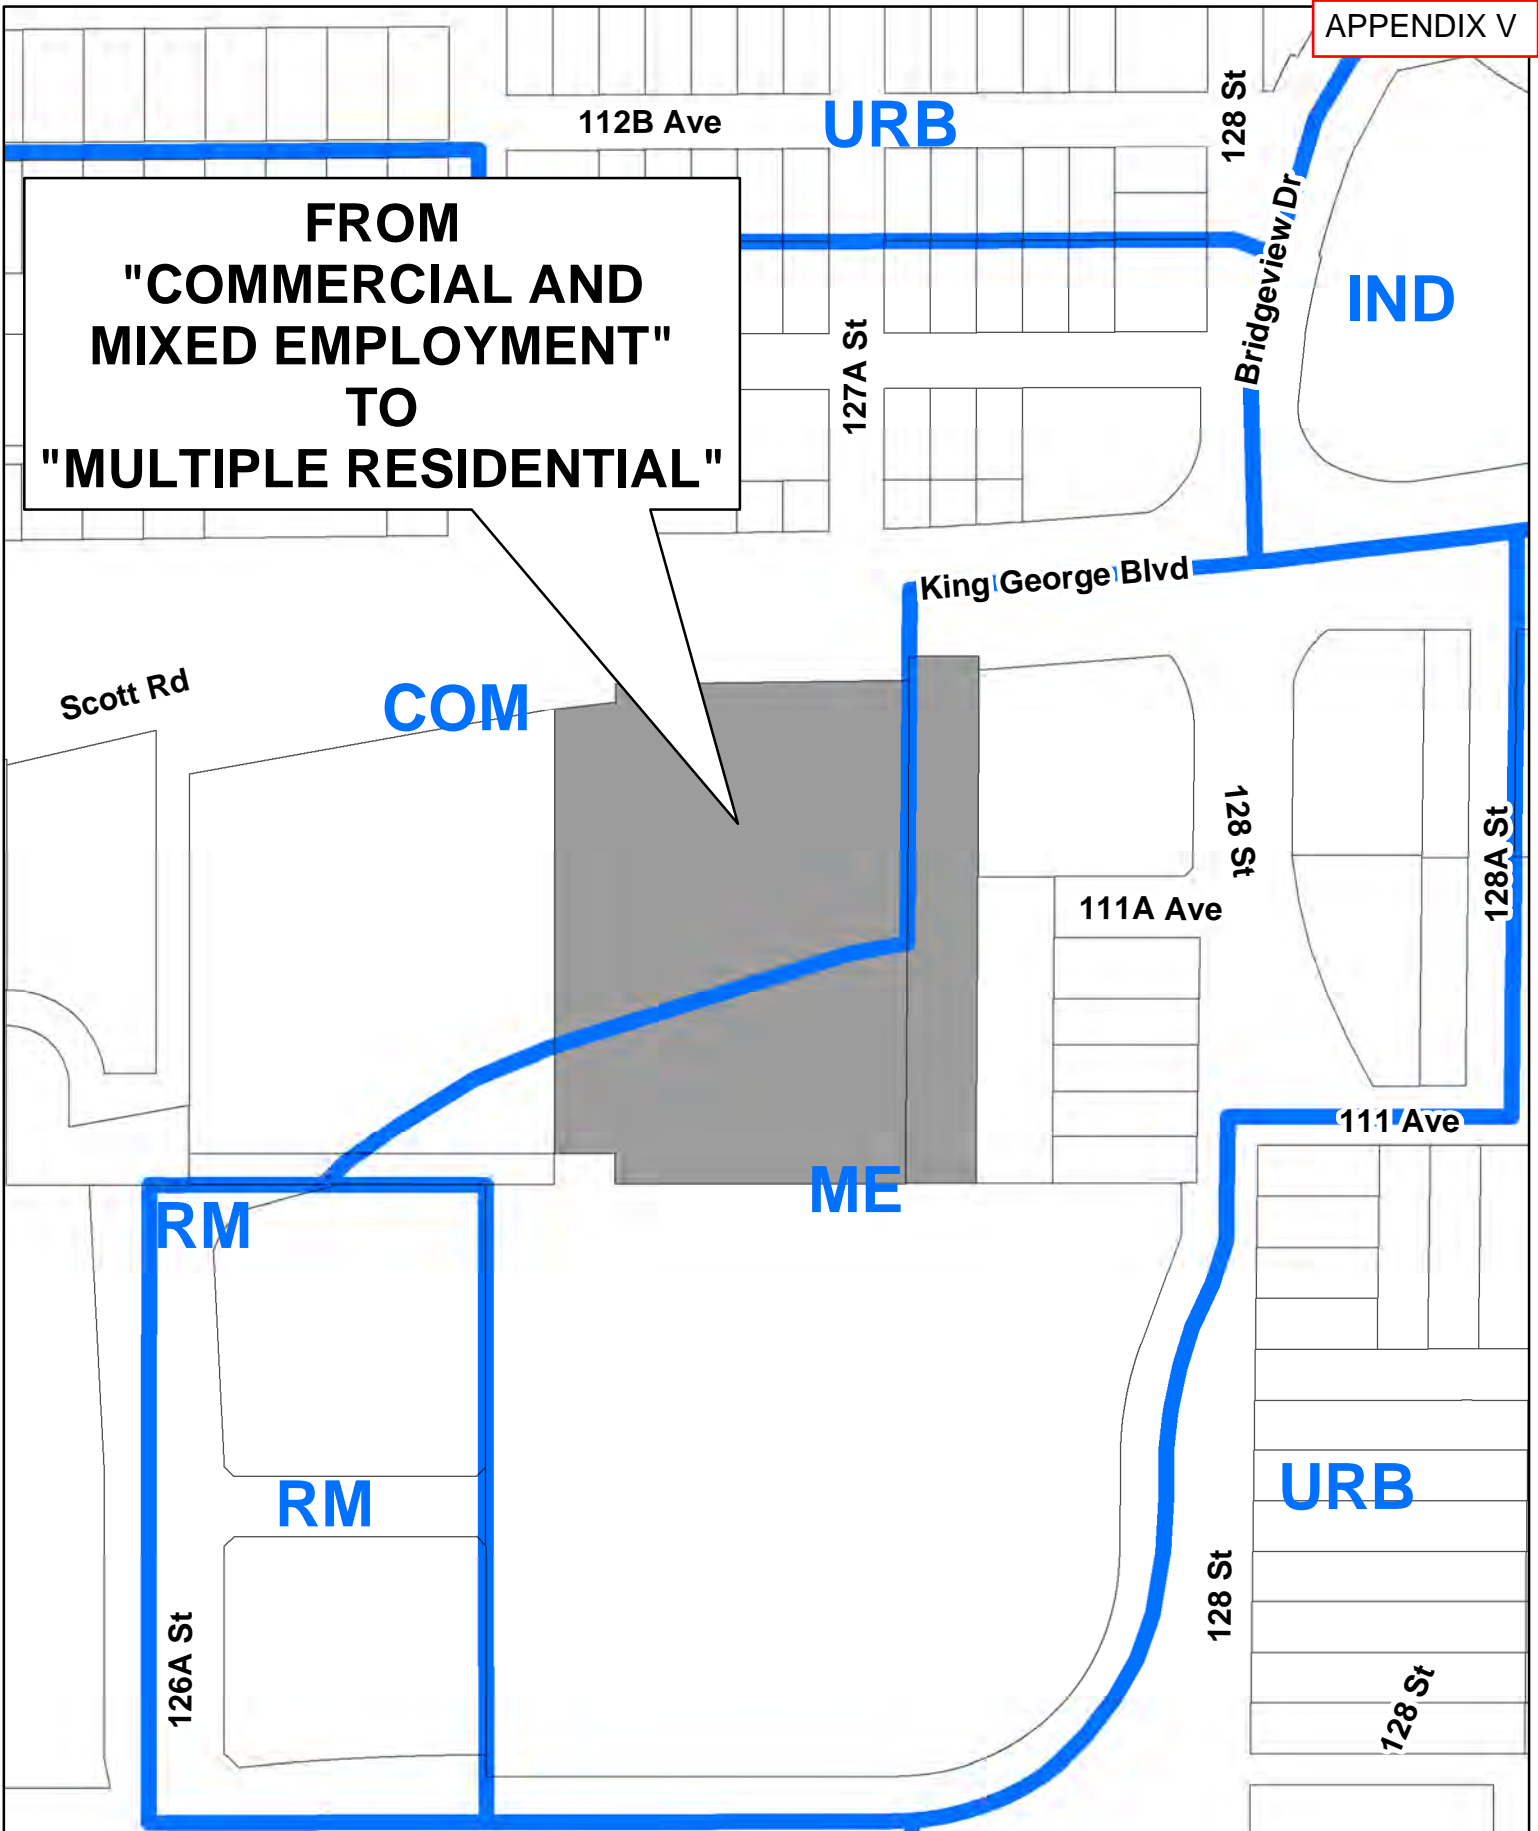 APPENDIX V
112B Ave
URB
128 St
FROM
"COMMERCIAL AND
MIXED EMPLOYMENT"
TO
"MULTIPLE RESIDENTIAL"
Bridgeview Dr
IND
127A St
King George Blvd
Scott Rd
COM
128 St
128A St
111A Ave
111 Ave
ME
RM
RM
URB
128 St
126A St
128 St